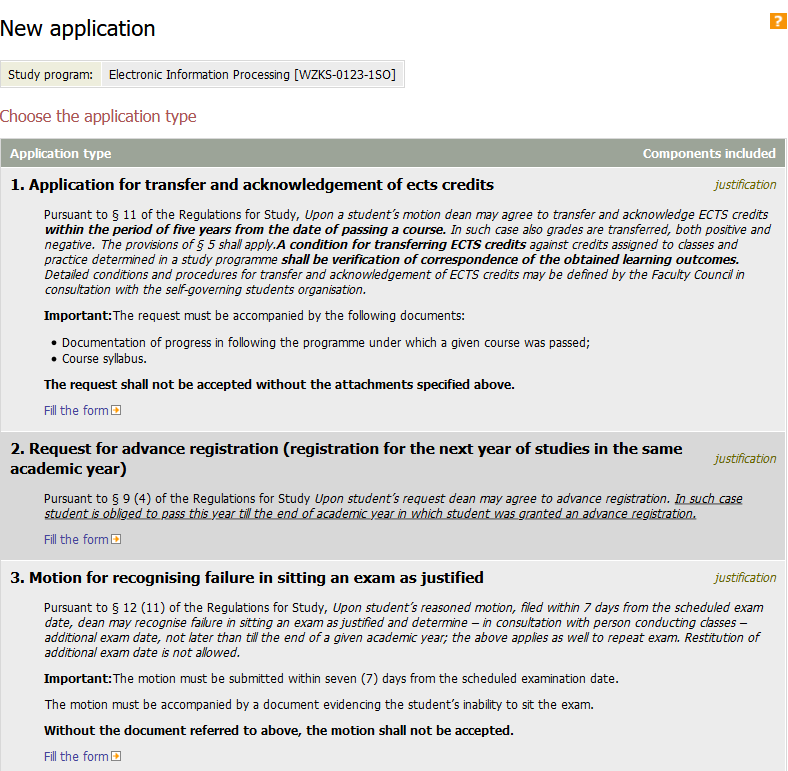 New application
?
Study program: Electronic Information Processing [WZKS-0123-1SO]
Choose the application type
Application type Components included
1. Application for transfer and acknowledgement of ects credits justification
Pursuant to § 11 of the Regulations for Study, Upon a student's motion dean may agree to transfer and acknowledge ECTS credits
within the period of five years from the date of passing a course. In such case also grades are transferred, both positive and
negative. The provisions of § 5 shall apply.A condition for transferring ECTS credits against credits assigned to classes and
practice determined in a study programme shall be verification of correspondence of the obtained learning outcomes.
Detailed conditions and procedures for transfer and acknowledgement of ECTS credits may be defined by the Faculty Council in
consultation with the self-governing students organisation.
Important:The request must be accompanied by the following documents:
• Documentation of progress in following the programme under which a given course was passed;
• Course syllabus.
The request shall not be accepted without the attachments specified above.
Fill the form
2. Request for advance registration (registration for the next year of studies in the same
academic year)
justification
Pursuant to § 9 (4) of the Regulations for Study Upon student's request dean may agree to advance registration. In such case
student is obliged to pass this year till the end of academic year in which student was granted an advance registration.
Fill the form
3. Motion for recognising failure in sitting an exam as justified justification
Pursuant to § 12 (11) of the Regulations for Study, Upon student's reasoned motion, filed within 7 days from the scheduled exam
date, dean may recognise failure in sitting an exam as justified and determine – in consultation with person conducting classes –
additional exam date, not later than till the end of a given academic year; the above applies as well to repeat exam. Restitution of
additional exam date is not allowed.
Important:The motion must be submitted within seven (7) days from the scheduled examination date.
The motion must be accompanied by a document evidencing the student's inability to sit the exam.
Without the document referred to above, the motion shall not be accepted.
Fill the form